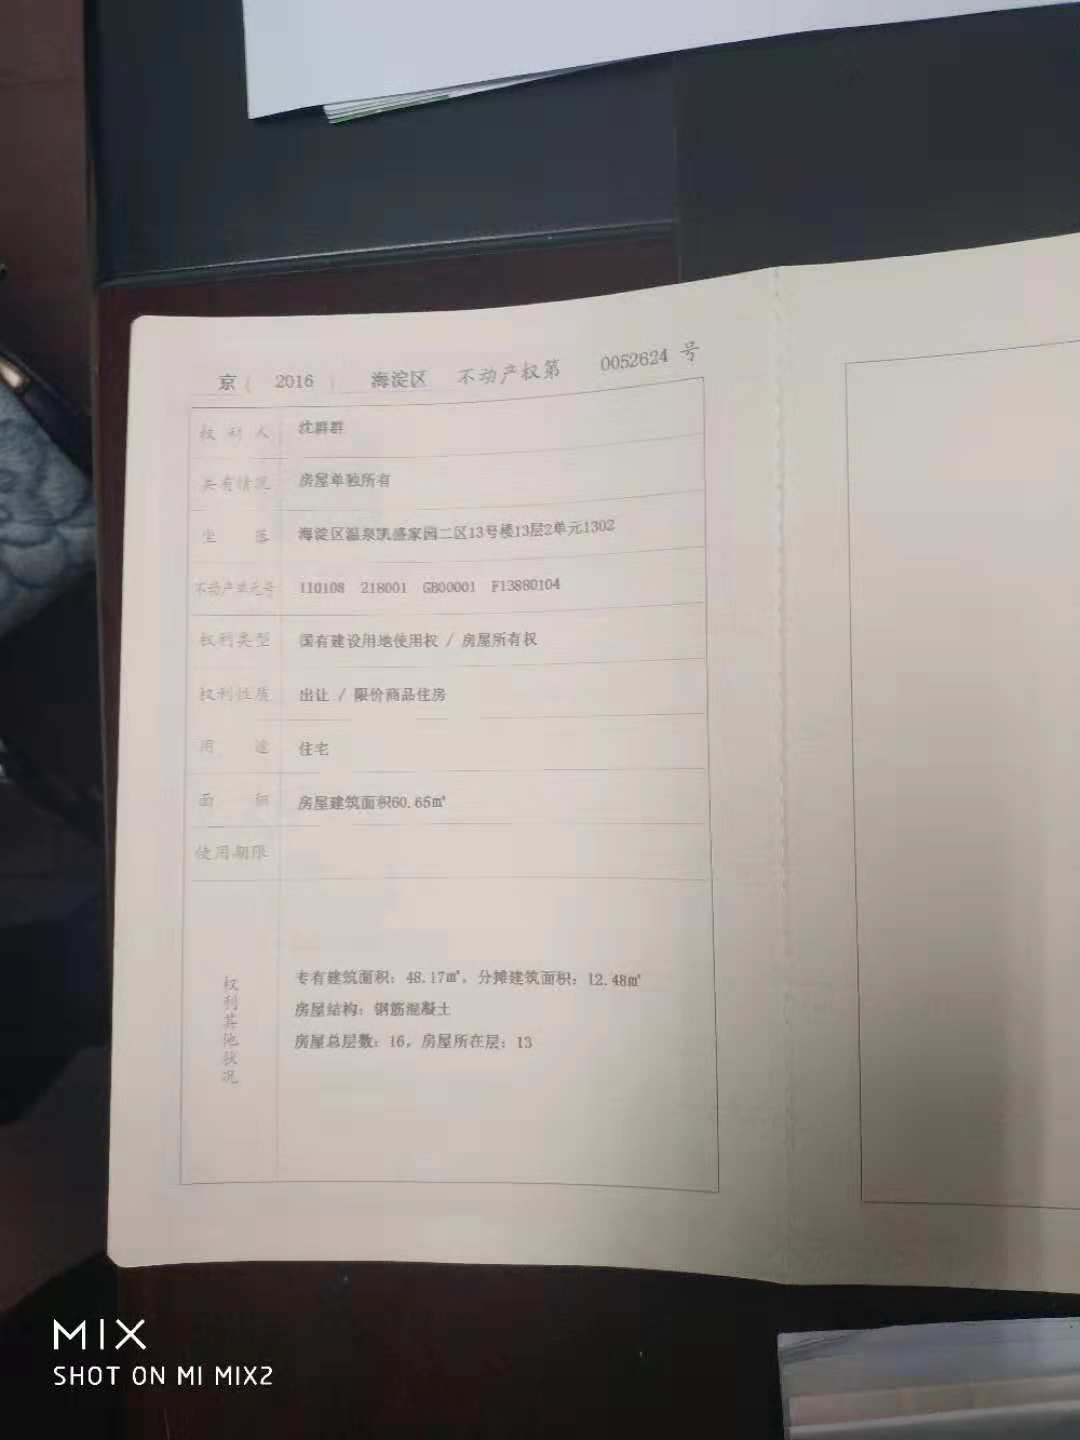 京（ 2016 ） 海淀区 不动产权第 0052624 号
权利人 沈群群
共有情况 房屋单独所有
坐落 海淀区温泉凯盛家园二区13号楼13层2单元1302
不动产单元号 110108 218001 GB00001 F13880104
权利类型 国有建设用地使用权 / 房屋所有权
权利性质 出让 / 限价商品住房
用途 住宅
面积 房屋建筑面积60.65㎡
使用期限
权利其他状况
专有建筑面积：48.17㎡，分摊建筑面积：12.48㎡
房屋结构：钢筋混凝土
房屋总层数：16，房屋所在层：13
MIX
SHOT ON MI MIX2